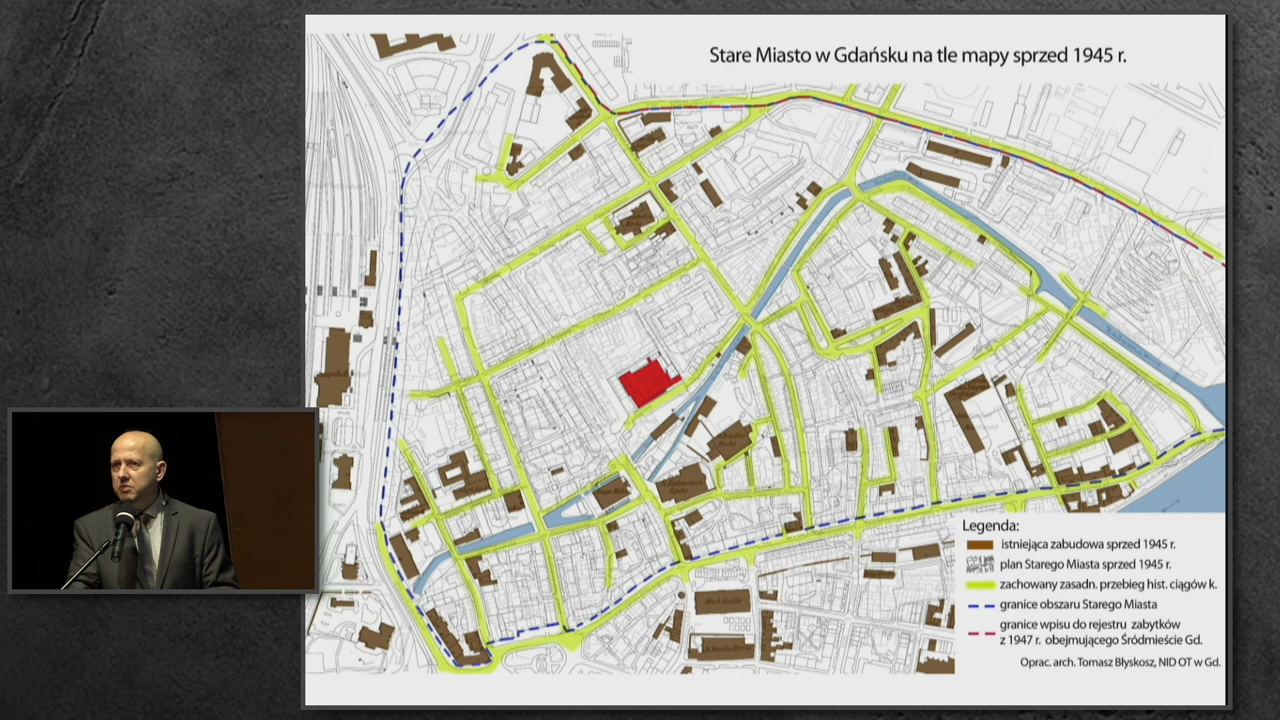 Stare Miasto w Gdańsku na tle mapy sprzed 1945 r.
Legenda:
istniejąca zabudowa sprzed 1945 r.
plan Starego Miasta sprzed 1945 r.
zachowany zasadn. przebieg hist. ciągów k.
granice obszaru Starego Miasta
granice wpisu do rejestru zabytków
z 1947 r. obejmującego Śródmieście Gd.
Oprac. arch. Tomasz Błyskosz, NID OT w Gd.